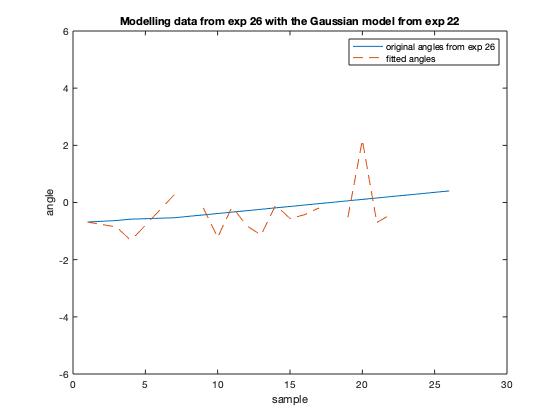 Modelling data from exp 26 with the Gaussian model from exp 22
original angles from exp 26
fitted angles
angle
6
4
2
0
-2
-4
-6
0 5 10 15 20 25 30
sample